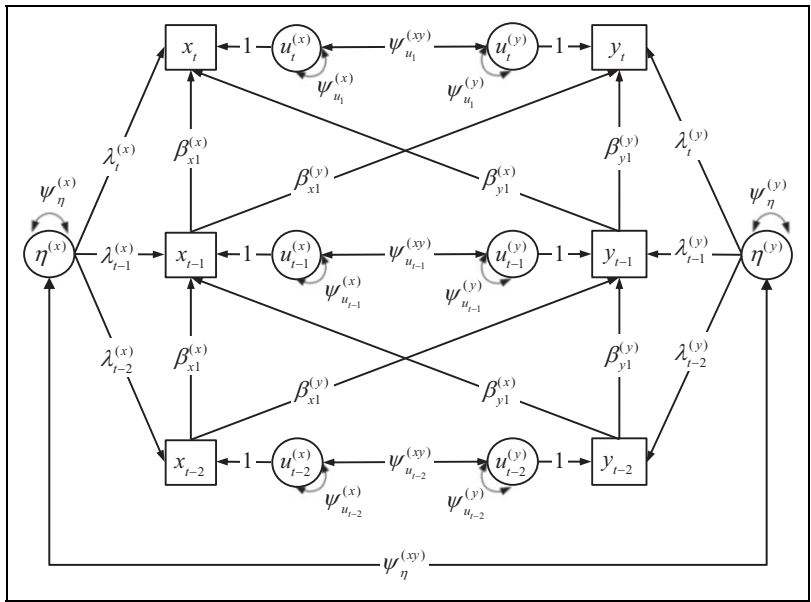 x_t 1 u_t^(x) ψ_{u_1}^(xy) u_t^(y) 1 y_t
ψ_{u_1}^(x) ψ_{u_1}^(y)
λ_t^(x) β_{x1}^(x) β_{x1}^(y) β_{y1}^(x) β_{y1}^(y) λ_t^(y)
ψ_η^(x) ψ_η^(y)
η^(x) λ_{t−1}^(x) x_{t−1} 1 u_{t−1}^(x) ψ_{u_{t−1}}^(xy) u_{t−1}^(y) 1 y_{t−1} λ_{t−1}^(y) η^(y)
ψ_{u_{t−1}}^(x) ψ_{u_{t−1}}^(y)
λ_{t−2}^(x) β_{x1}^(x) β_{x1}^(y) β_{y1}^(x) β_{y1}^(y) λ_{t−2}^(y)
x_{t−2} 1 u_{t−2}^(x) ψ_{u_{t−2}}^(xy) u_{t−2}^(y) 1 y_{t−2}
ψ_{u_{t−2}}^(x) ψ_{u_{t−2}}^(y)
ψ_η^(xy)